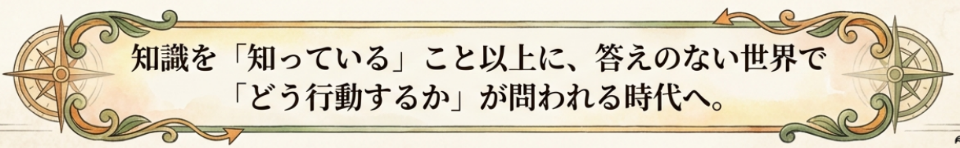 知識を「知っている」こと以上に、答えのない世界で
「どう行動するか」が問われる時代へ。